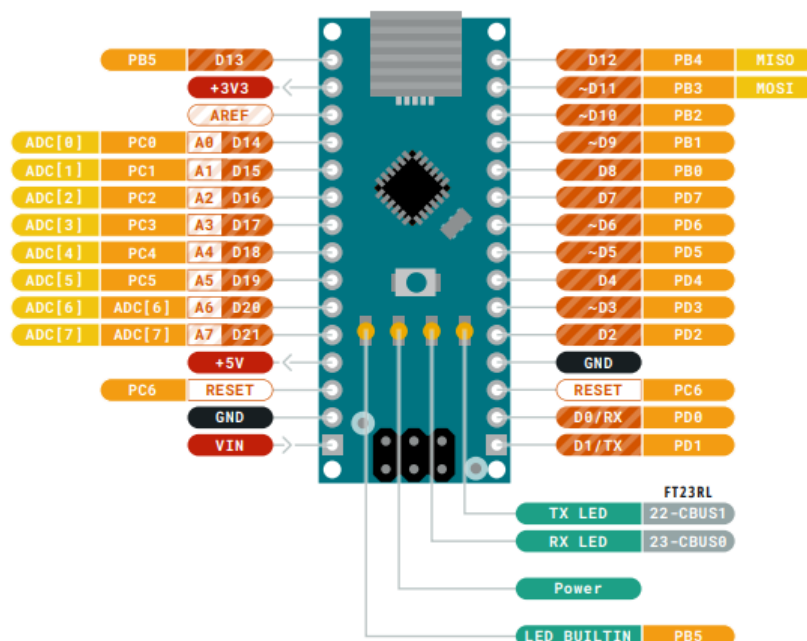 PB5 D13 D12 PB4 MISO
+3V3 ~D11 PB3 MOSI
AREF ~D10 PB2
ADC[0] PC0 A0 D14 ~D9 PB1
ADC[1] PC1 A1 D15 D8 PB0
ADC[2] PC2 A2 D16 D7 PD7
ADC[3] PC3 A3 D17 ~D6 PD6
ADC[4] PC4 A4 D18 ~D5 PD5
ADC[5] PC5 A5 D19 D4 PD4
ADC[6] ADC[6] A6 D20 ~D3 PD3
ADC[7] ADC[7] A7 D21 D2 PD2
+5V GND
PC6 RESET RESET PC6
GND D0/RX PD0
VIN D1/TX PD1
FT23RL
TX LED 22-CBUS1
RX LED 23-CBUS0
Power
LED BUILTIN PB5